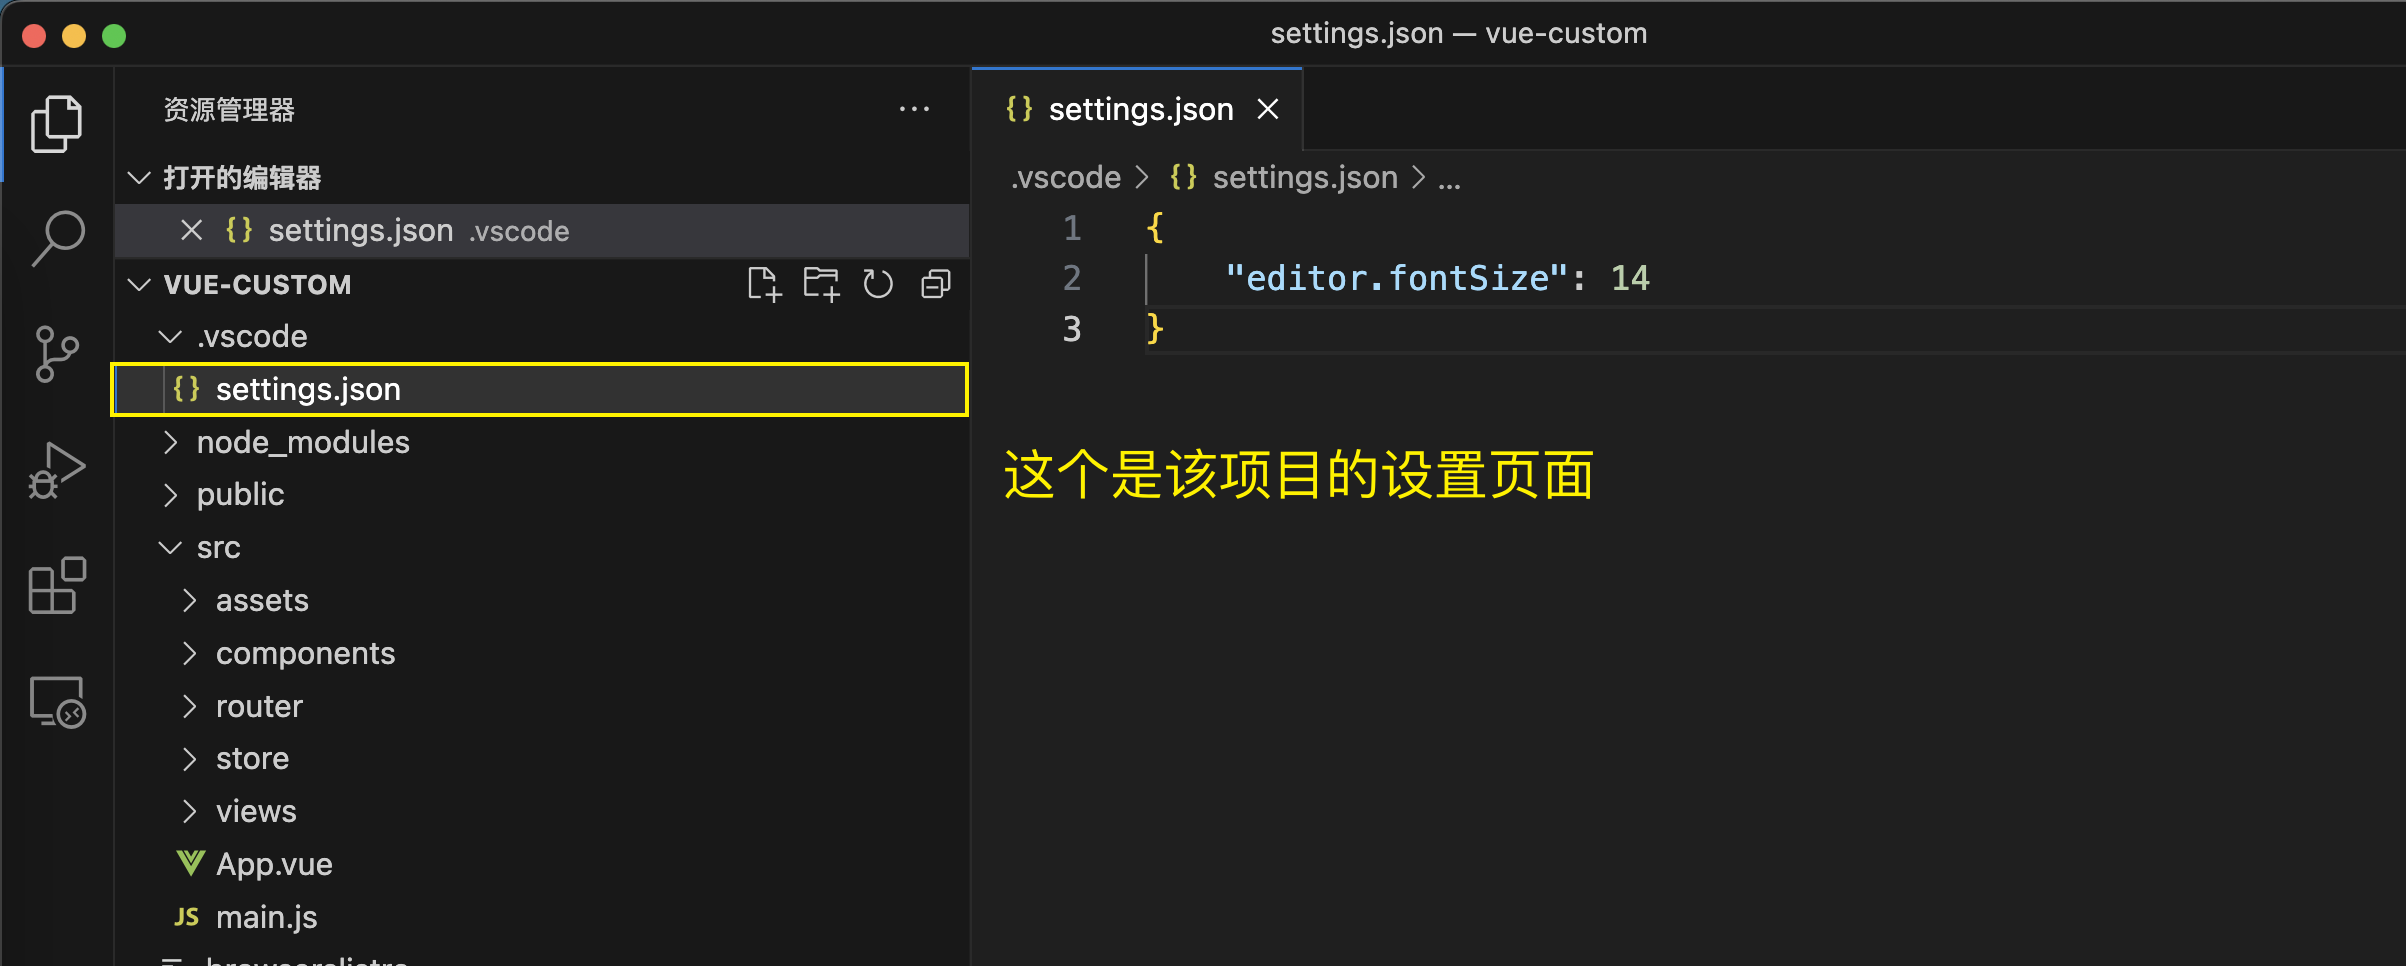 settings.json — vue-custom
资源管理器
打开的编辑器
settings.json .vscode
VUE-CUSTOM
.vscode
settings.json
node_modules
public
src
assets
components
router
store
views
App.vue
JS main.js
settings.json
.vscode > {} settings.json > ...
1 {
2 "editor.fontSize": 14
3 }
这个是该项目的设置页面